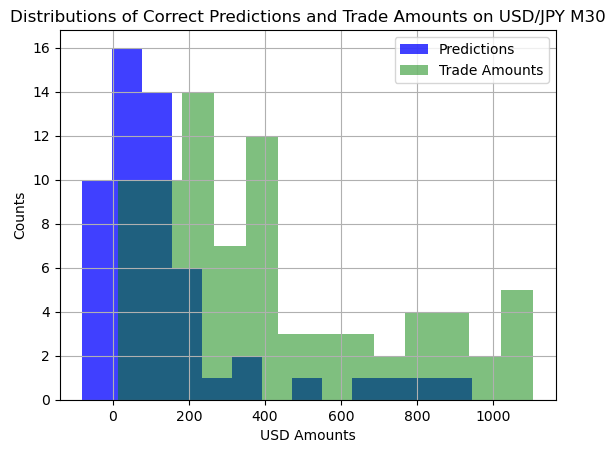 Distributions of Correct Predictions and Trade Amounts on USD/JPY M30
Predictions
Trade Amounts
16
14
12
10
8
6
4
2
0
Counts
0 200 400 600 800 1000
USD Amounts